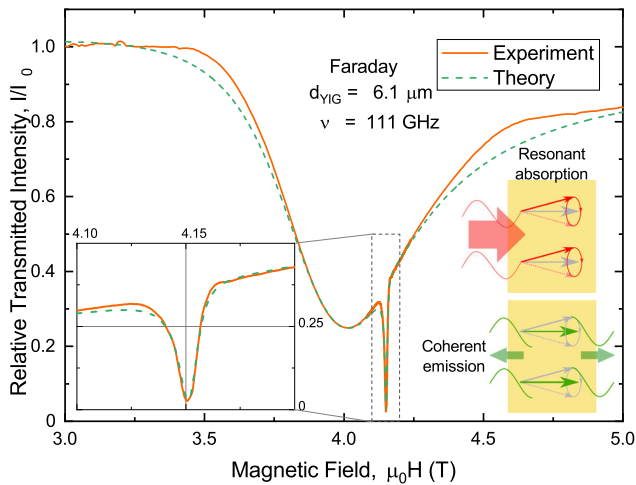 Relative Transmitted Intensity, I/I₀
1.0
0.8
0.6
0.4
0.2
0
3.0
3.5
4.0
4.5
5.0
Magnetic Field, μ₀H (T)
Experiment
Theory
Faraday
d_YIG = 6.1 μm
ν = 111 GHz
4.10
4.15
0.25
0
Resonant
absorption
Coherent
emission